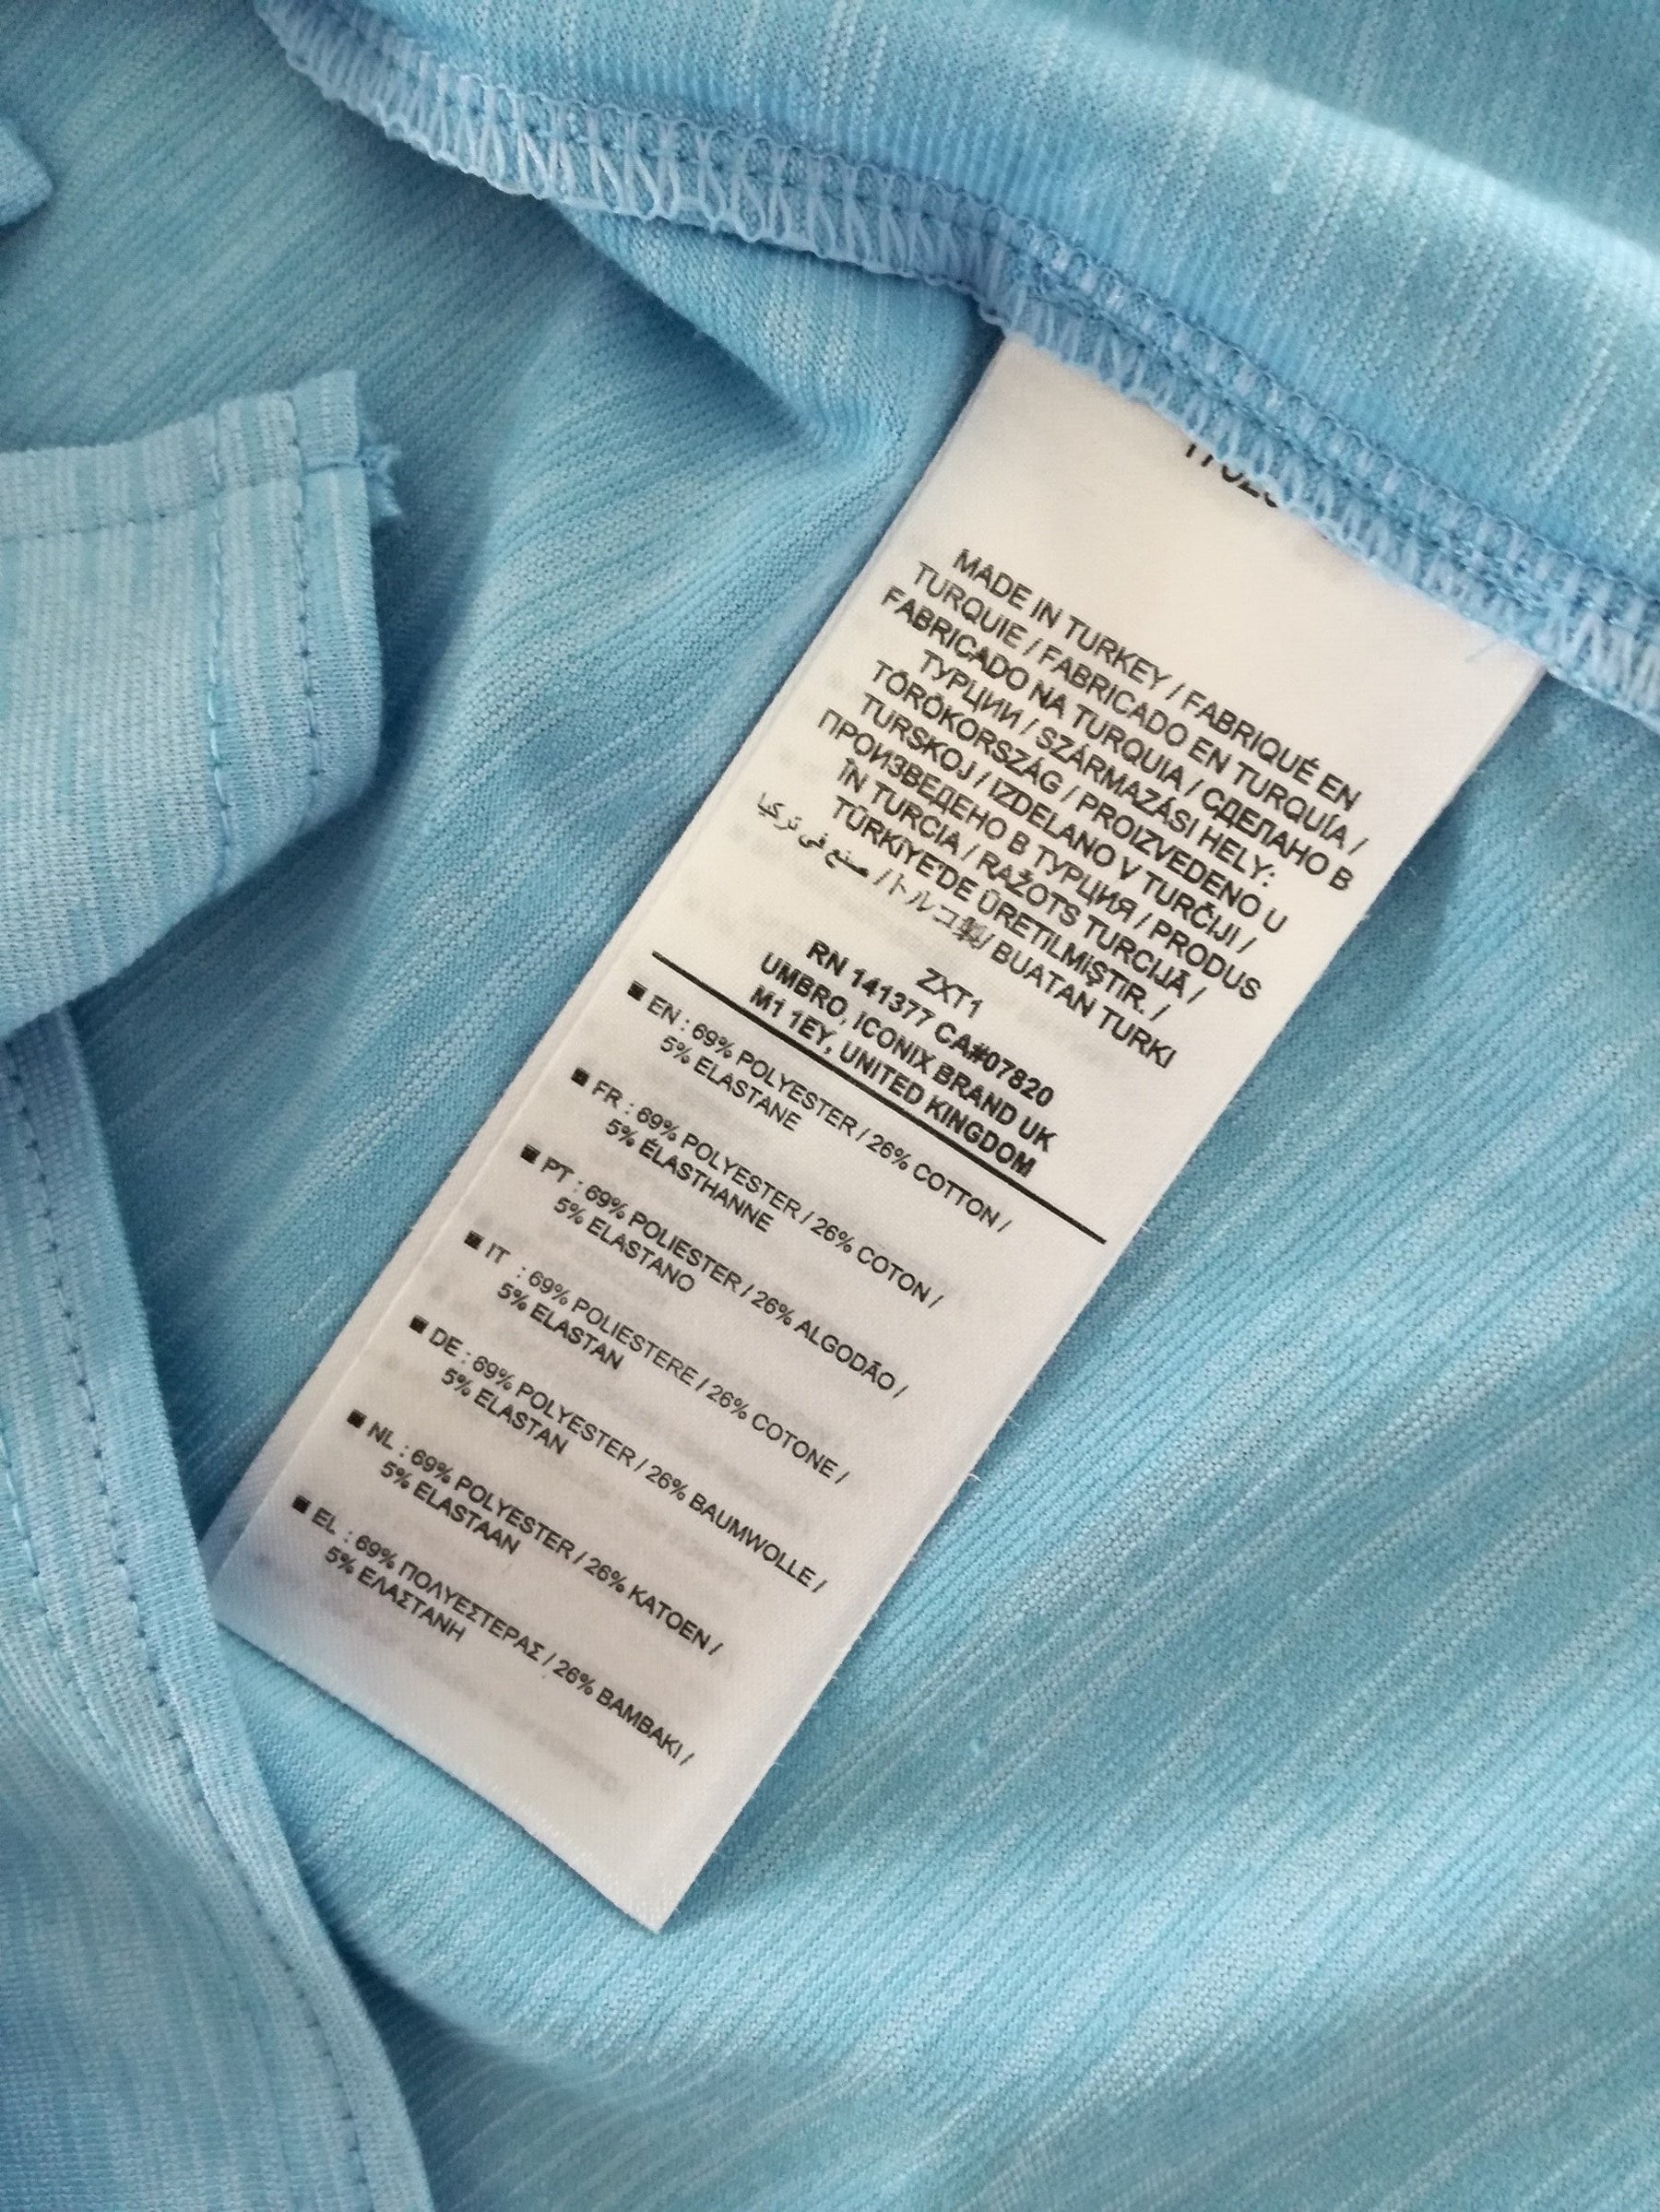 MADE IN TURKEY / FABRIQUÉ EN
TURQUIE / FABRICADO EN TURQUÍA /
FABRICADO NA TURQUIA / СДЕЛАНО В
ТУРЦИИ / SZÁRMAZÁSI HELY:
TÖRÖKORSZÁG / PROIZVEDENO U
TURSKOJ / IZDELANO V TURČIJI /
ПРОИЗВЕДЕНО В ТУРЦИЯ / PRODUS
ÎN TURCIA / RAŽOTS TURCIJĀ /
TÜRKİYE'DE ÜRETİLMİŞTİR. /
صنع في تركيا / トルコ製/ BUATAN TURKI
ZXT1
RN 141377 CA#07820
UMBRO, ICONIX BRAND UK
M1 1EY, UNITED KINGDOM
■ EN : 69% POLYESTER / 26% COTTON /
5% ELASTANE
■ FR : 69% POLYESTER / 26% COTON /
5% ÉLASTHANNE
■ PT : 69% POLIESTER / 26% ALGODÃO /
5% ELASTANO
■ IT : 69% POLIESTERE / 26% COTONE /
5% ELASTAN
■ DE : 69% POLYESTER / 26% BAUMWOLLE /
5% ELASTAN
■ NL : 69% POLYESTER / 26% KATOEN /
5% ELASTAAN
■ EL : 69% ΠΟΛΥΕΣΤΕΡΑΣ / 26% ΒΑΜΒΑΚΙ /
5% ΕΛΑΣΤΑΝΗ